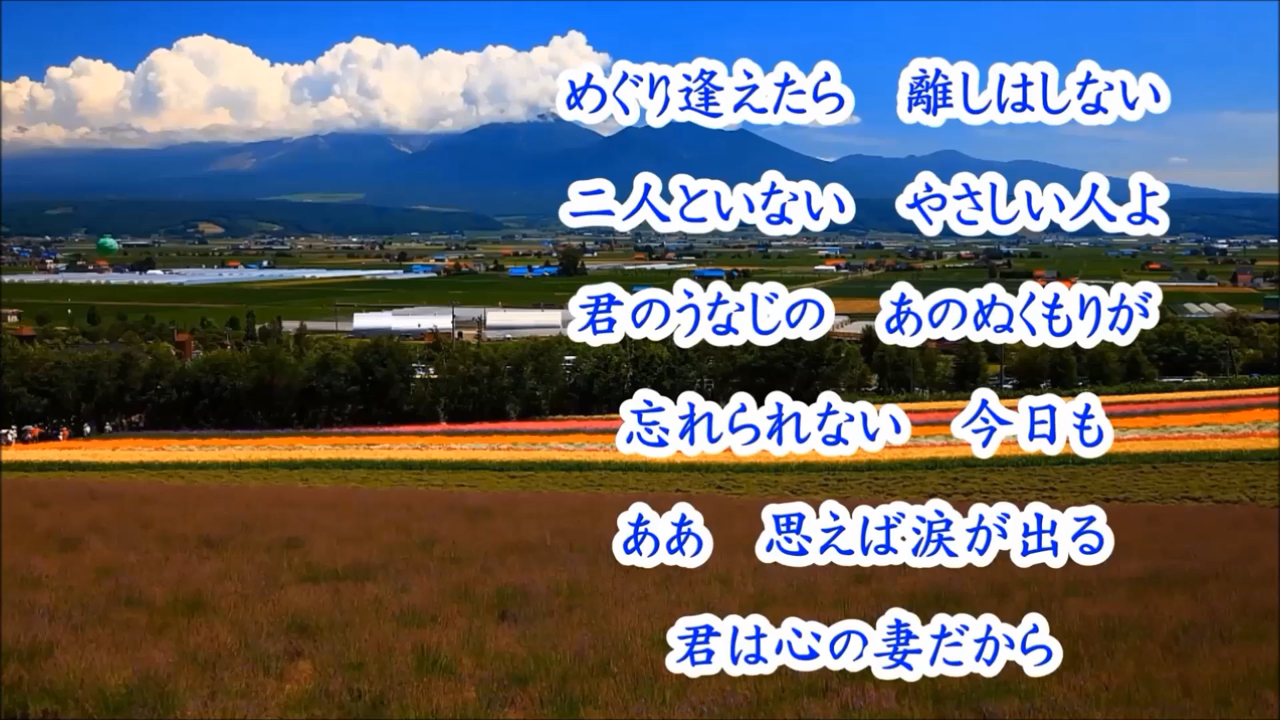 めぐり逢えたら　離しはしない
二人といない　やさしい人よ
君のうなじの　あのぬくもりが
忘れられない　今日も
ああ　思えば涙が出る
君は心の妻だから